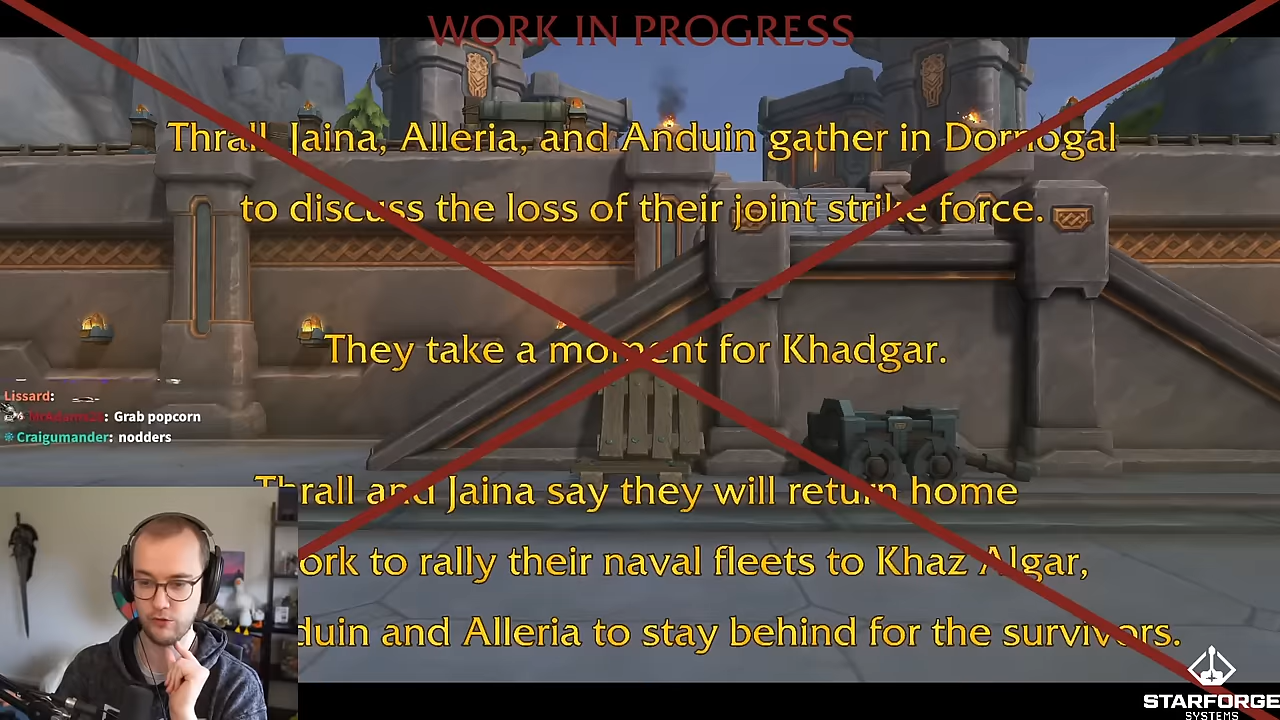 WORK IN PROGRESS
Thrall, Jaina, Alleria, and Anduin gather in Dornogal
to discuss the loss of their joint strike force.
They take a moment for Khadgar.
Lissard:
: Grab popcorn
Craigumander: nodders
Thrall and Jaina say they will return home
ork to rally their naval fleets to Khaz Algar,
duin and Alleria to stay behind for the survivors.
STARFORGE
SYSTEMS